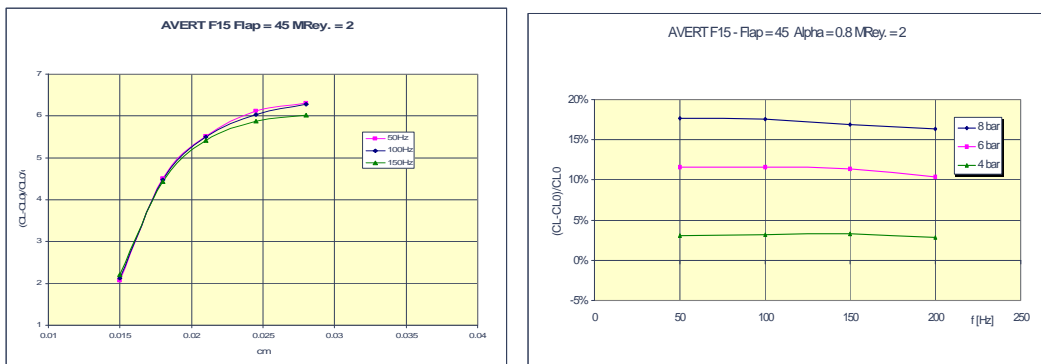 AVERT F15 Flap = 45 MRey. = 2
7
6
5
4
3
2
1
0.01
0.015
0.02
0.025
0.03
0.035
0.04
cm
50Hz
100Hz
150Hz
AVERT F15 - Flap = 45 Alpha = 0.8 MRey. = 2
(CL-CL0)/CL0
20%
15%
10%
5%
0%
-5%
0
50
100
150
200
250
f [Hz]
8 bar
6 bar
4 bar